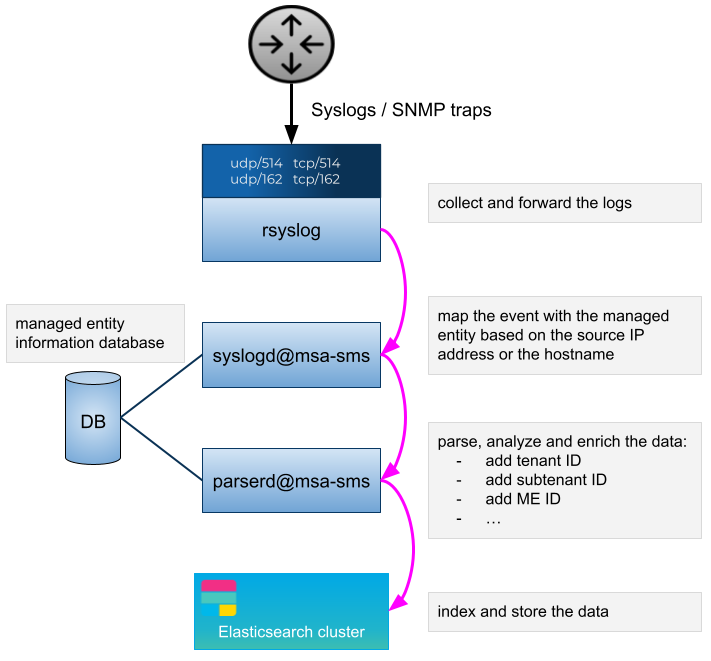 Syslogs / SNMP traps
udp/514 tcp/514
udp/162 tcp/162
rsyslog
collect and forward the logs
managed entity
information database
syslogd@msa-sms
map the event with the managed
entity based on the source IP
address or the hostname
DB
parserd@msa-sms
parse, analyze and enrich the data:
- add tenant ID
- add subtenant ID
- add ME ID
- …
Elasticsearch cluster
index and store the data